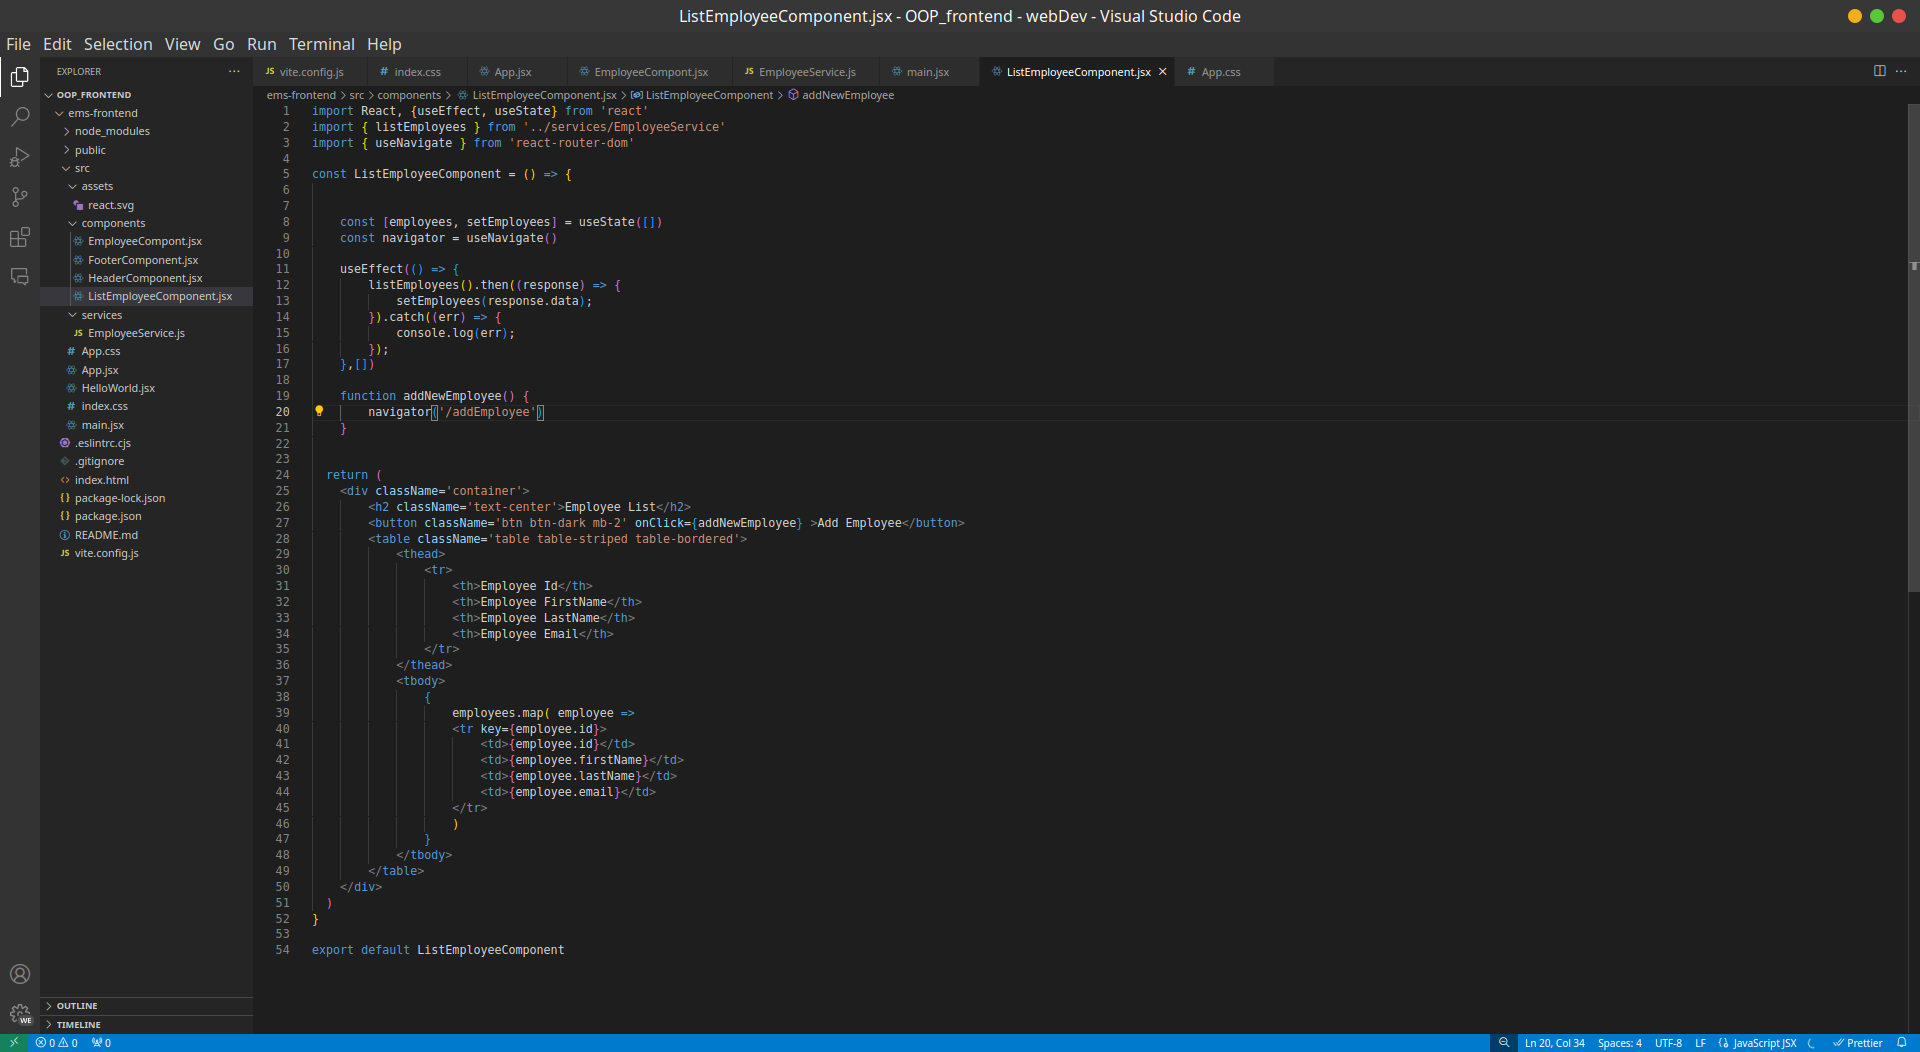 ListEmployeeComponent.jsx - OOP_frontend - webDev - Visual Studio Code
File Edit Selection View Go Run Terminal Help
EXPLORER ···
JS vite.config.js # index.css App.jsx EmployeeCompont.jsx JS EmployeeService.js main.jsx ListEmployeeComponent.jsx # App.css ···
ems-frontend > src > components > ListEmployeeComponent.jsx > ListEmployeeComponent > addNewEmployee
OOP_FRONTEND
ems-frontend
node_modules
public
src
assets
react.svg
components
EmployeeCompont.jsx
FooterComponent.jsx
HeaderComponent.jsx
ListEmployeeComponent.jsx
services
JS EmployeeService.js
# App.css
App.jsx
HelloWorld.jsx
# index.css
main.jsx
.eslintrc.cjs
.gitignore
<> index.html
{} package-lock.json
{} package.json
README.md
JS vite.config.js
OUTLINE
TIMELINE
WE
1 import React, {useEffect, useState} from 'react'
2 import { listEmployees } from '../services/EmployeeService'
3 import { useNavigate } from 'react-router-dom'
4
5 const ListEmployeeComponent = () => {
6
7
8 const [employees, setEmployees] = useState([])
9 const navigator = useNavigate()
10
11 useEffect(() => {
12 listEmployees().then((response) => {
13 setEmployees(response.data);
14 }).catch((err) => {
15 console.log(err);
16 });
17 },[])
18
19 function addNewEmployee() {
20 navigator('/addEmployee')
21 }
22
23
24 return (
25 <div className='container'>
26 <h2 className='text-center'>Employee List</h2>
27 <button className='btn btn-dark mb-2' onClick={addNewEmployee} >Add Employee</button>
28 <table className='table table-striped table-bordered'>
29 <thead>
30 <tr>
31 <th>Employee Id</th>
32 <th>Employee FirstName</th>
33 <th>Employee LastName</th>
34 <th>Employee Email</th>
35 </tr>
36 </thead>
37 <tbody>
38 {
39 employees.map( employee =>
40 <tr key={employee.id}>
41 <td>{employee.id}</td>
42 <td>{employee.firstName}</td>
43 <td>{employee.lastName}</td>
44 <td>{employee.email}</td>
45 </tr>
46 )
47 }
48 </tbody>
49 </table>
50 </div>
51 )
52 }
53
54 export default ListEmployeeComponent
0 0 0 Ln 20, Col 34 Spaces: 4 UTF-8 LF {} JavaScript JSX Prettier